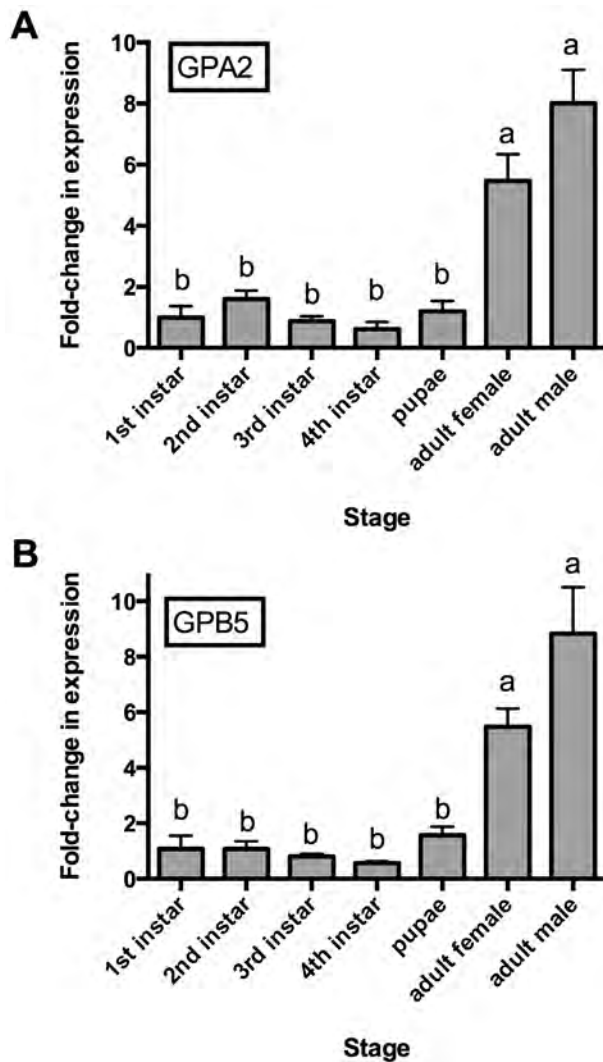 A
GPA2
Fold-change in expression
10
8
6
4
2
0
b
b
b
b
b
a
a
1st instar
2nd instar
3rd instar
4th instar
pupae
adult female
adult male
Stage
B
GPB5
Fold-change in expression
10
8
6
4
2
0
b
b
b
b
b
a
a
1st instar
2nd instar
3rd instar
4th instar
pupae
adult female
adult male
Stage